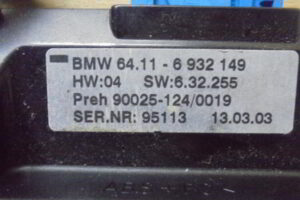 BMW 64.11 - 6 932 149
HW:04 SW:6.32.255
Preh 90025-124/0019
SER.NR: 95113 13.03.03